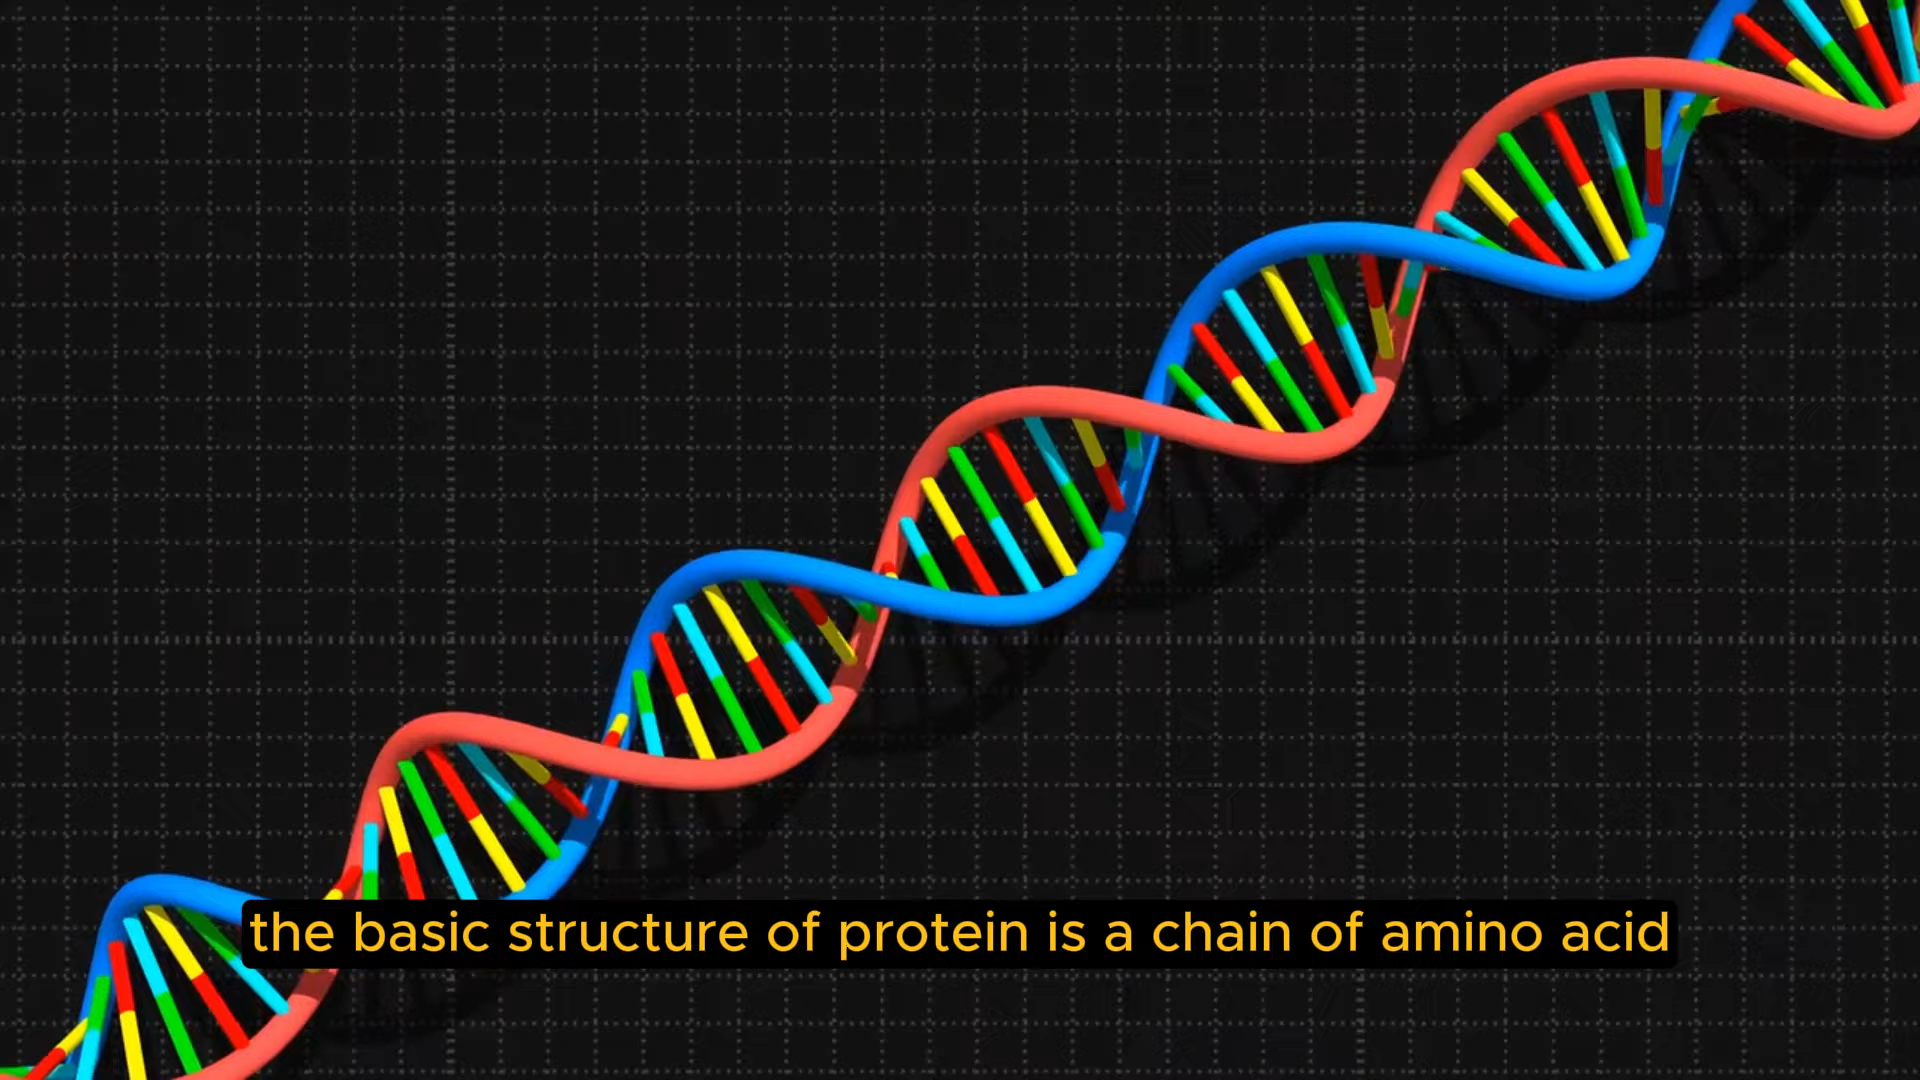 the basic structure of protein is a chain of amino acid